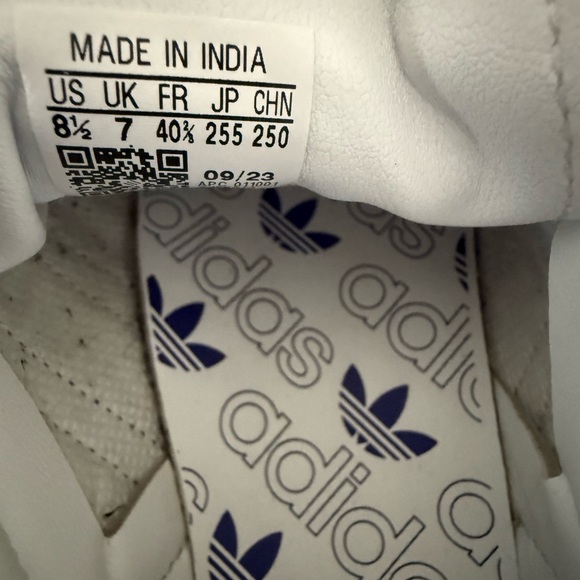 MADE IN INDIA
US UK FR JP CHN
8½ 7 40⅔ 255 250
09/23
adidas
adidas
adidas